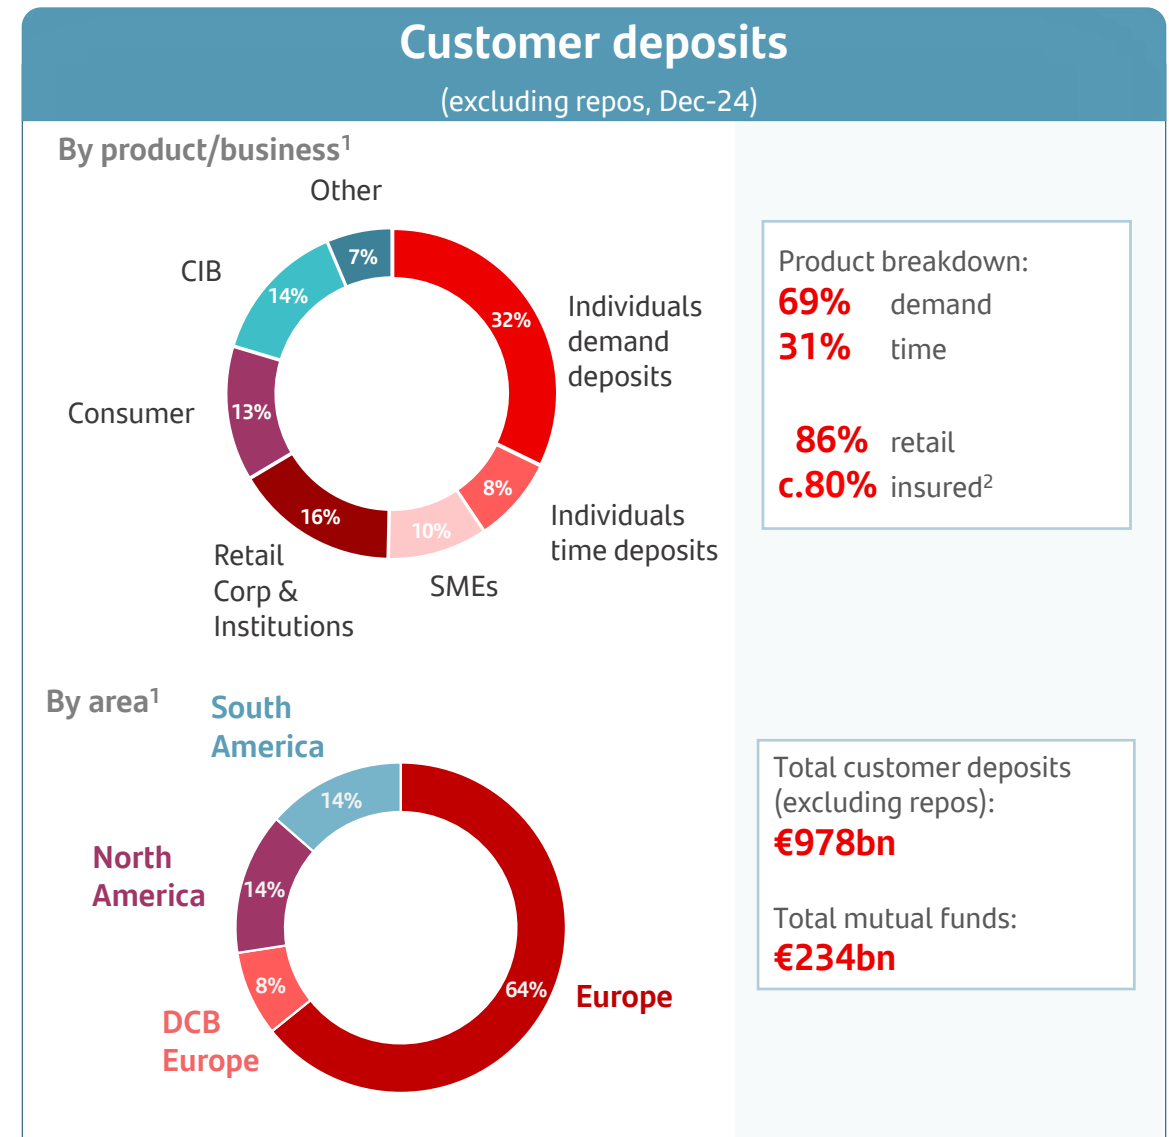 Customer deposits
(excluding repos, Dec-24)
By product/business¹
Other
7%
CIB
14%
32%
Individuals
demand
deposits
Consumer
13%
8%
Individuals
time deposits
16%
10%
Retail
Corp &
Institutions
SMEs
Product breakdown:
69% demand
31% time
86% retail
c.80% insured²
By area¹
South
America
14%
North
America
14%
8%
DCB
Europe
64%
Europe
Total customer deposits
(excluding repos):
€978bn
Total mutual funds:
€234bn